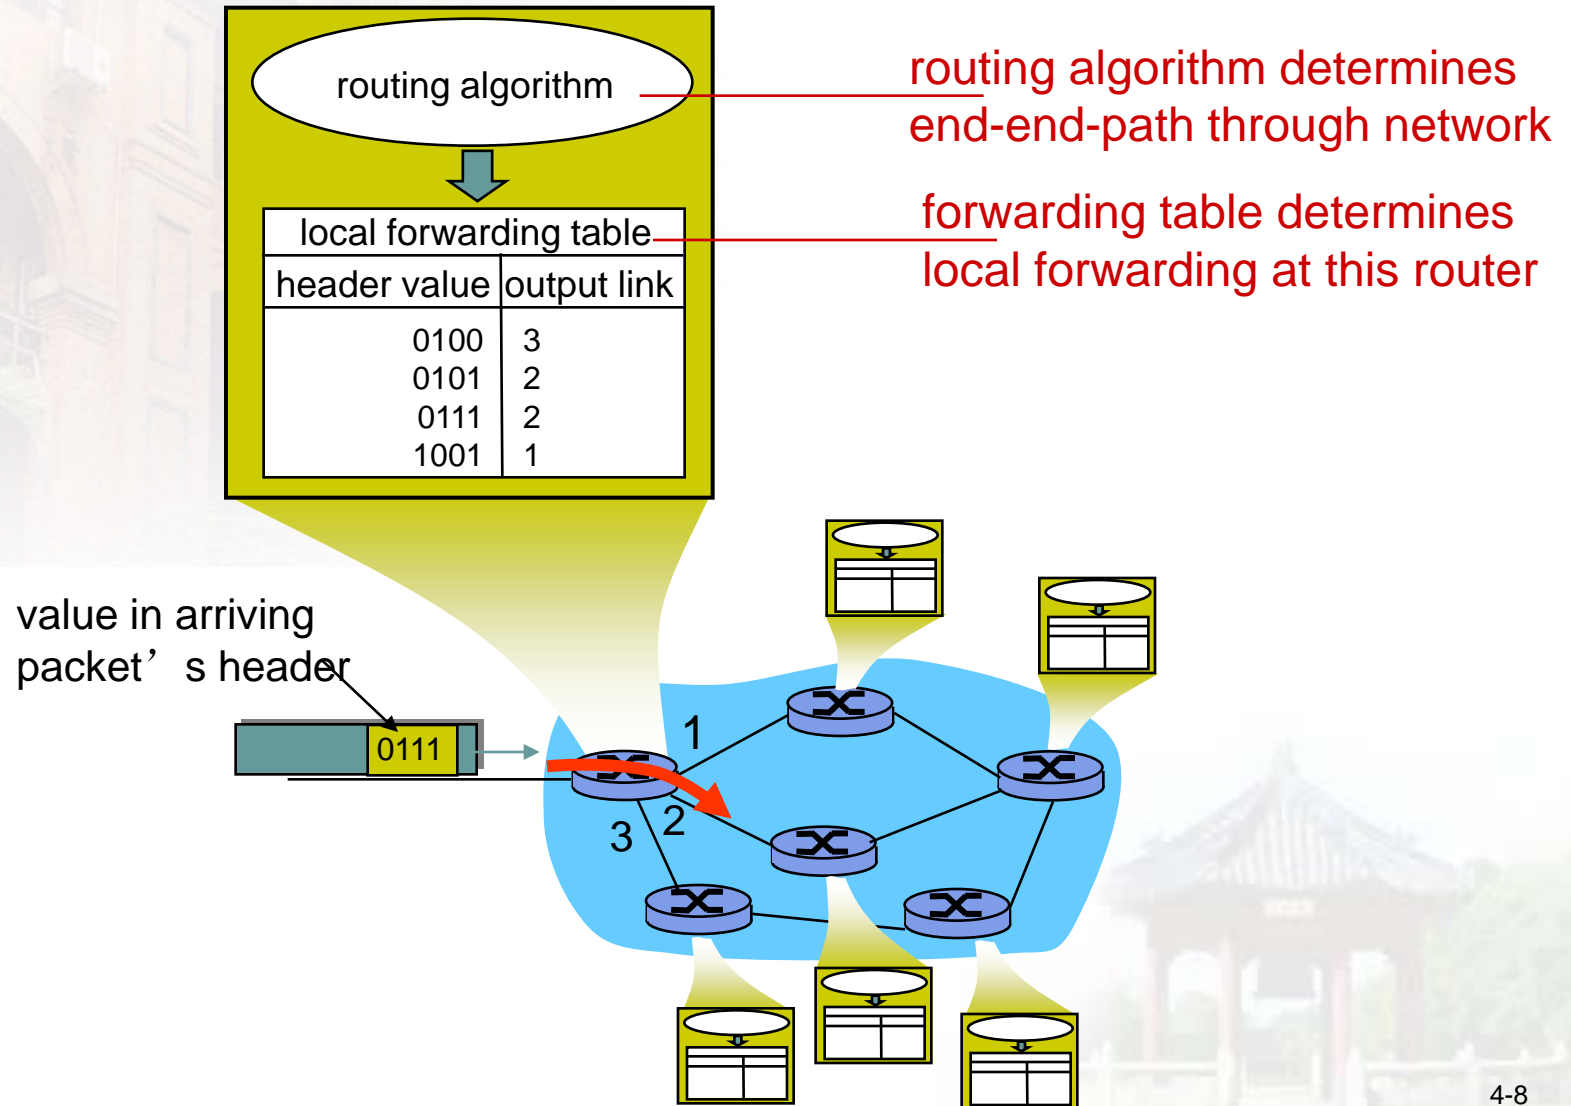 routing algorithm
routing algorithm determines
end-end-path through network
local forwarding table
forwarding table determines
local forwarding at this router
header value output link
0100 3
0101 2
0111 2
1001 1
value in arriving
packet’ s header
0111
1
2
3
4-8